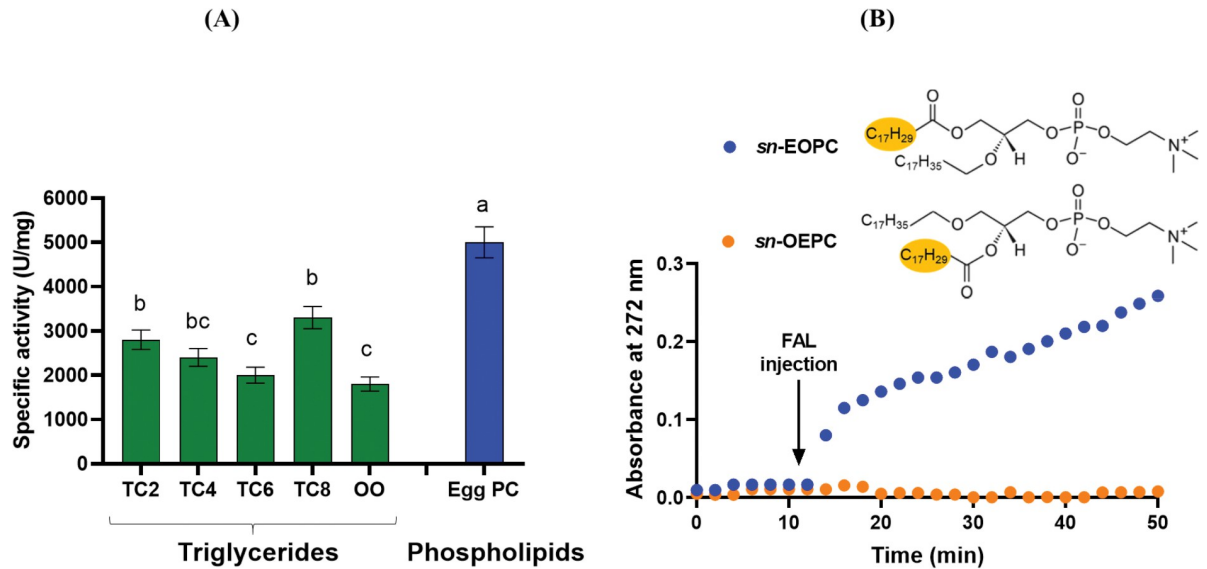 (A)
Specific activity (U/mg)
6000
5000
4000
3000
2000
1000
0
b
bc
c
b
c
a
TC2 TC4 TC6 TC8 OO Egg PC
Triglycerides Phospholipids
(B)
sn-EOPC
C17H29
O
O
O
P
O
O-
O
N+
C17H35
O
H
sn-OEPC
C17H35
O
O
P
O
O-
O
N+
C17H29
O
H
O
Absorbance at 272 nm
0.3
0.2
0.1
0.0
FAL
injection
0 10 20 30 40 50
Time (min)